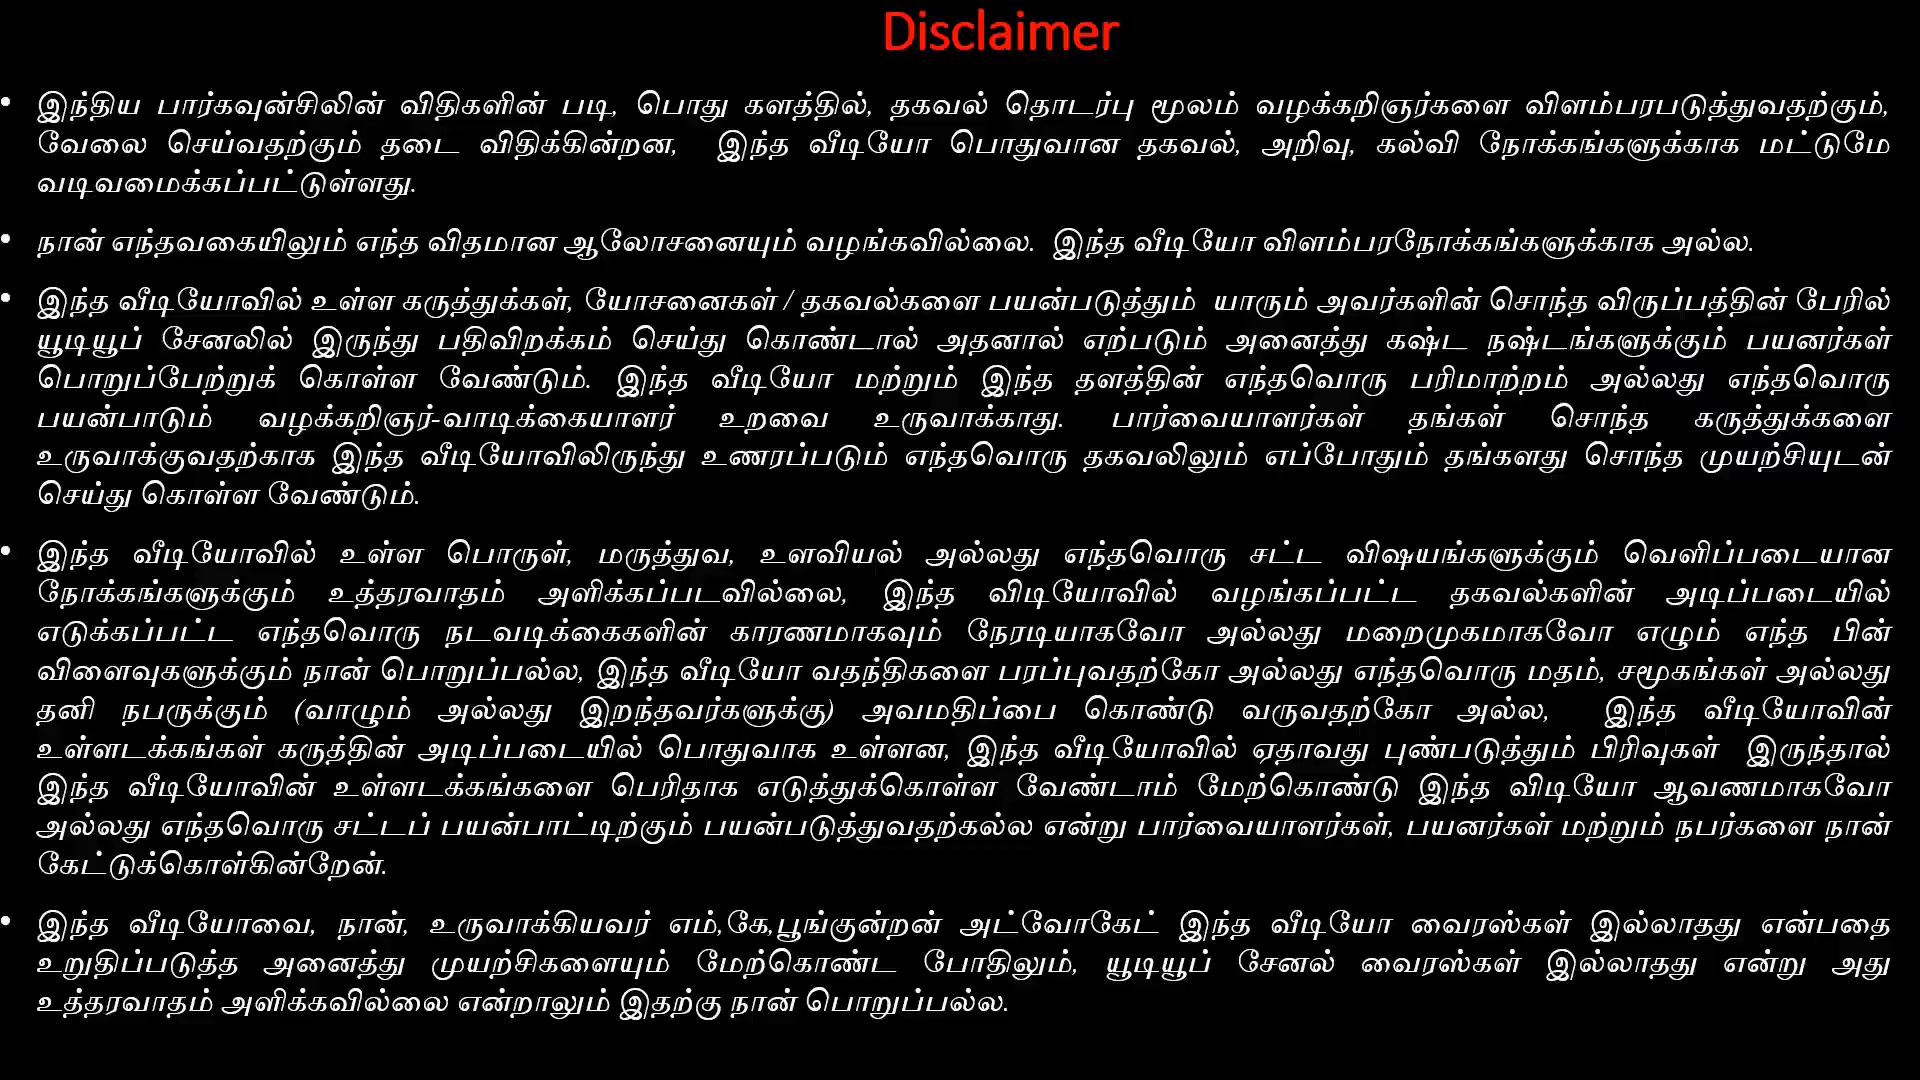 Disclaimer
• இந்திய பார்கவுன்சிலின் விதிகளின் படி, பொது களத்தில், தகவல் தொடர்பு மூலம் வழக்கறிஞர்களை விளம்பரபடுத்துவதற்கும்,
வேலை செய்வதற்கும் தடை விதிக்கின்றன, இந்த வீடியோ பொதுவான தகவல், அறிவு, கல்வி நோக்கங்களுக்காக மட்டுமே
வடிவமைக்கப்பட்டுள்ளது.
• நான் எந்தவகையிலும் எந்த விதமான ஆலோசனையும் வழங்கவில்லை. இந்த வீடியோ விளம்பரநோக்கங்களுக்காக அல்ல.
• இந்த வீடியோவில் உள்ள கருத்துக்கள், யோசனைகள் / தகவல்களை பயன்படுத்தும் யாரும் அவர்களின் சொந்த விருப்பத்தின் பேரில்
யூடியூப் சேனலில் இருந்து பதிவிறக்கம் செய்து கொண்டால் அதனால் எற்படும் அனைத்து கஷ்ட நஷ்டங்களுக்கும் பயனர்கள்
பொறுப்பேற்றுக் கொள்ள வேண்டும். இந்த வீடியோ மற்றும் இந்த தளத்தின் எந்தவொரு பரிமாற்றம் அல்லது எந்தவொரு
பயன்பாடும் வழக்கறிஞர்-வாடிக்கையாளர் உறவை உருவாக்காது. பார்வையாளர்கள் தங்கள் சொந்த கருத்துக்களை
உருவாக்குவதற்காக இந்த வீடியோவிலிருந்து உணரப்படும் எந்தவொரு தகவலிலும் எப்போதும் தங்களது சொந்த முயற்சியுடன்
செய்து கொள்ள வேண்டும்.
• இந்த வீடியோவில் உள்ள பொருள், மருத்துவ, உளவியல் அல்லது எந்தவொரு சட்ட விஷயங்களுக்கும் வெளிப்படையான
நோக்கங்களுக்கும் உத்தரவாதம் அளிக்கப்படவில்லை, இந்த விடியோவில் வழங்கப்பட்ட தகவல்களின் அடிப்படையில்
எடுக்கப்பட்ட எந்தவொரு நடவடிக்கைகளின் காரணமாகவும் நேரடியாகவோ அல்லது மறைமுகமாகவோ எழும் எந்த பின்
விளைவுகளுக்கும் நான் பொறுப்பல்ல, இந்த வீடியோ வதந்திகளை பரப்புவதற்கோ அல்லது எந்தவொரு மதம், சமூகங்கள் அல்லது
தனி நபருக்கும் (வாழும் அல்லது இறந்தவர்களுக்கு) அவமதிப்பை கொண்டு வருவதற்கோ அல்ல, இந்த வீடியோவின்
உள்ளடக்கங்கள் கருத்தின் அடிப்படையில் பொதுவாக உள்ளன, இந்த வீடியோவில் ஏதாவது புண்படுத்தும் பிரிவுகள் இருந்தால்
இந்த வீடியோவின் உள்ளடக்கங்களை பெரிதாக எடுத்துக்கொள்ள வேண்டாம் மேற்கொண்டு இந்த விடியோ ஆவணமாகவோ
அல்லது எந்தவொரு சட்டப் பயன்பாட்டிற்கும் பயன்படுத்துவதற்கல்ல என்று பார்வையாளர்கள், பயனர்கள் மற்றும் நபர்களை நான்
கேட்டுக்கொள்கின்றேன்.
• இந்த வீடியோவை, நான், உருவாக்கியவர் எம்,கே,பூங்குன்றன் அட்வோகேட் இந்த வீடியோ வைரஸ்கள் இல்லாதது என்பதை
உறுதிப்படுத்த அனைத்து முயற்சிகளையும் மேற்கொண்ட போதிலும், யூடியூப் சேனல் வைரஸ்கள் இல்லாதது என்று அது
உத்தரவாதம் அளிக்கவில்லை என்றாலும் இதற்கு நான் பொறுப்பல்ல.